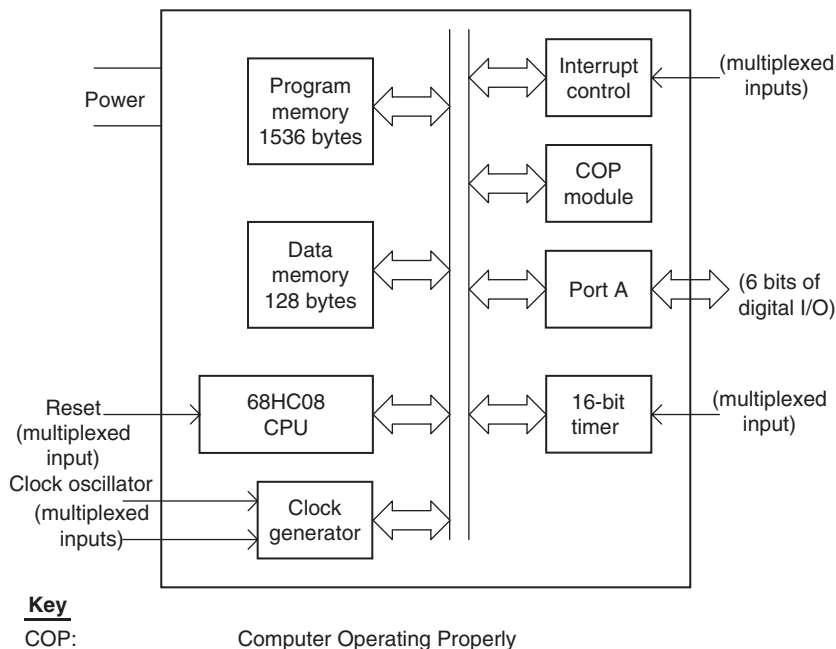 Power
Program
memory
1536 bytes
Interrupt
control
(multiplexed
inputs)
COP
module
Data
memory
128 bytes
Port A
(6 bits of
digital I/O)
Reset
(multiplexed
input)
68HC08
CPU
16-bit
timer
(multiplexed
input)
Clock oscillator
(multiplexed
inputs)
Clock
generator
Key
COP: Computer Operating Properly